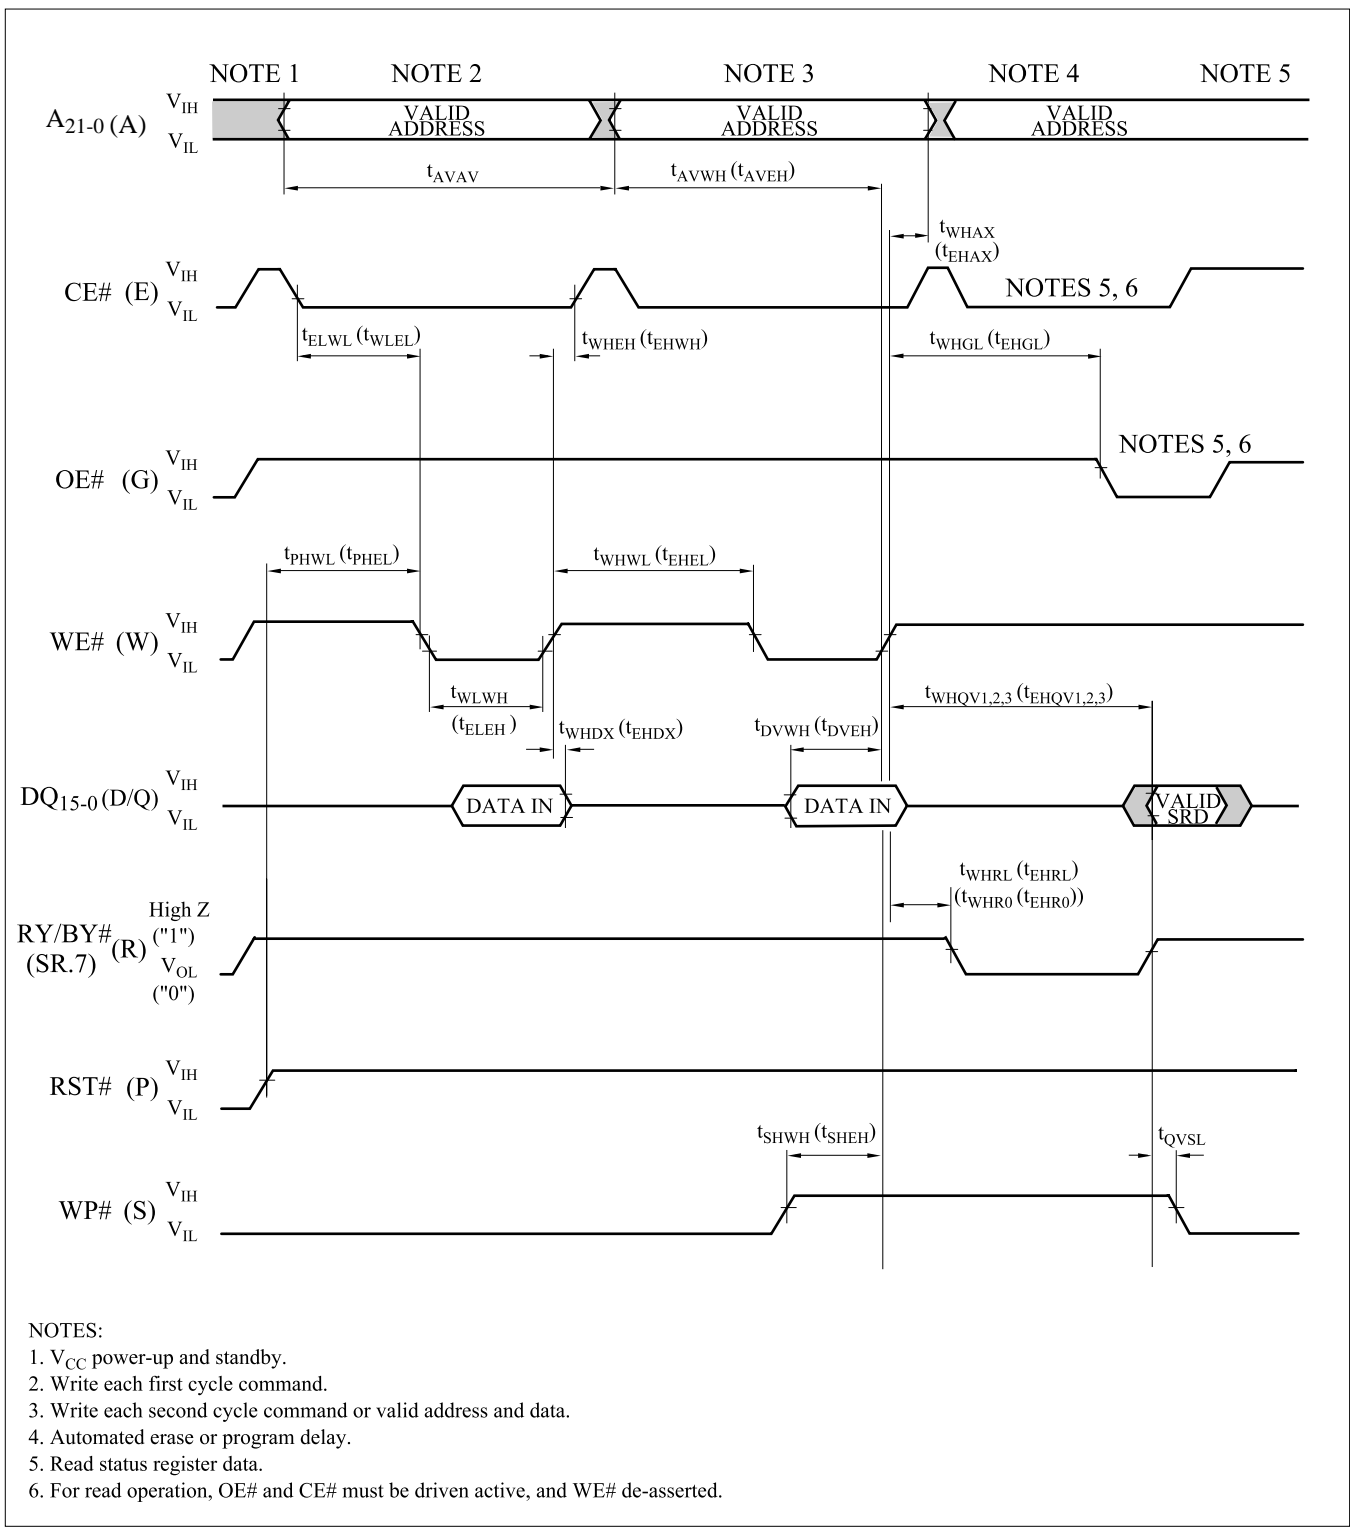 NOTE 1 NOTE 2 NOTE 3 NOTE 4 NOTE 5
A21-0 (A) VIH VIL VALID ADDRESS VALID ADDRESS VALID ADDRESS
tAVAV tAVWH (tAVEH)
tWHAX
(tEHAX)
CE# (E) VIH VIL NOTES 5, 6
tELWL (tWLEL) tWHEH (tEHWH) tWHGL (tEHGL)
OE# (G) VIH VIL NOTES 5, 6
tPHWL (tPHEL) tWHWL (tEHEL)
WE# (W) VIH VIL
tWLWH
(tELEH )
tWHDX (tEHDX) tDVWH (tDVEH) tWHQV1,2,3 (tEHQV1,2,3)
DQ15-0 (D/Q) VIH VIL DATA IN DATA IN VALID SRD
tWHRL (tEHRL)
(tWHR0 (tEHR0))
RY/BY# (R)
(SR.7)
High Z
("1")
VOL
("0")
RST# (P) VIH VIL
tSHWH (tSHEH) tQVSL
WP# (S) VIH VIL
NOTES:
1. VCC power-up and standby.
2. Write each first cycle command.
3. Write each second cycle command or valid address and data.
4. Automated erase or program delay.
5. Read status register data.
6. For read operation, OE# and CE# must be driven active, and WE# de-asserted.